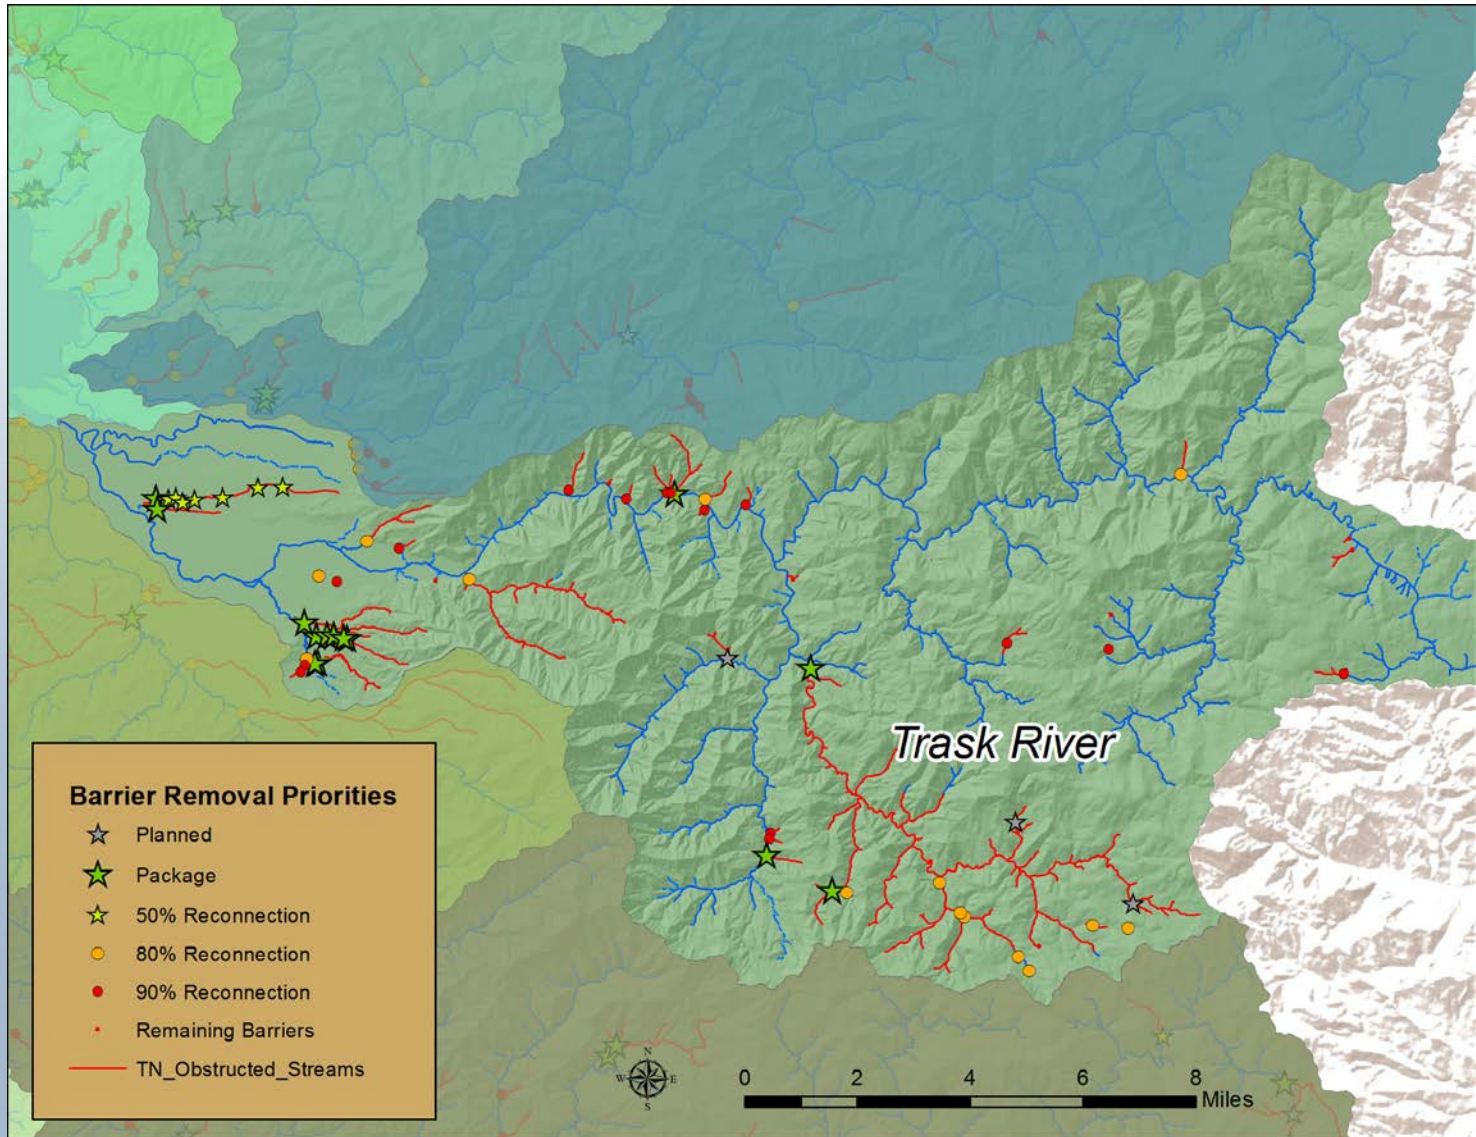 Trask River
Barrier Removal Priorities
Planned
Package
50% Reconnection
80% Reconnection
90% Reconnection
Remaining Barriers
TN_Obstructed_Streams
N
W E
S
0 2 4 6 8
Miles